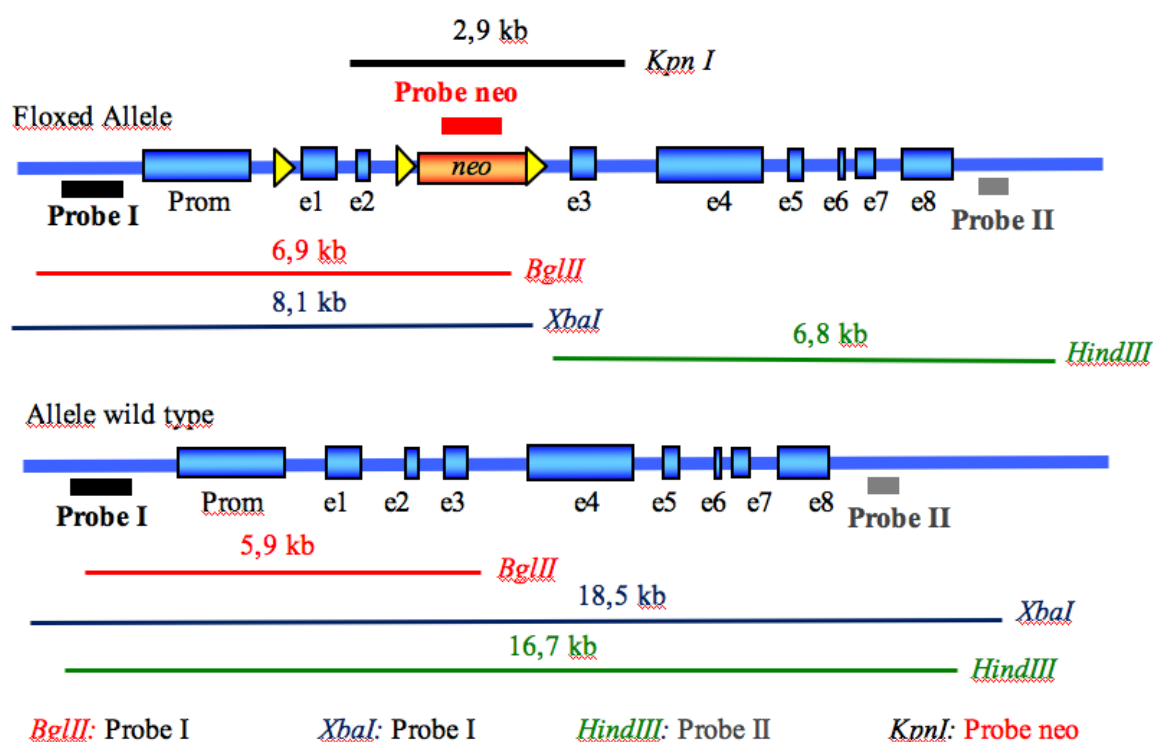 2,9 kb
Kpn I
Probe neo
Floxed Allele
neo
Probe I
Prom
e1
e2
e3
e4
e5
e6
e7
e8
Probe II
6,9 kb
BglII
8,1 kb
XbaI
6,8 kb
HindIII
Allele wild type
Probe I
Prom
e1
e2
e3
e4
e5
e6
e7
e8
Probe II
5,9 kb
BglII
18,5 kb
XbaI
16,7 kb
HindIII
BglII: Probe I
XbaI: Probe I
HindIII: Probe II
KpnI: Probe neo